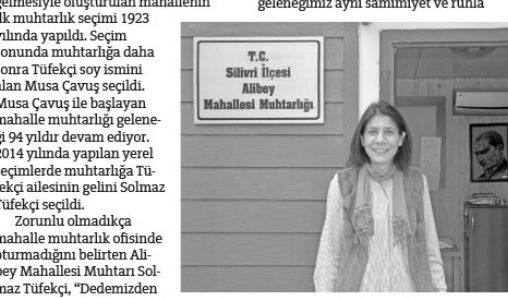 gelmesiyle oluşturulan mahallenin
ilk muhtarlık seçimi 1923
yılında yapıldı. Seçim
sonunda muhtarlığa daha
sonra Tüfekçi soy ismini
alan Musa Çavuş seçildi.
Musa Çavuş ile başlayan
mahalle muhtarlığı gelene-
ği 94 yıldır devam ediyor.
2014 yılında yapılan yerel
seçimlerde muhtarlığa Tü-
fekçi ailesinin gelini Solmaz
Tüfekçi seçildi.
Zorunlu olmadıkça
mahalle muhtarlık ofisinde
oturmadığını belirten Ali-
bey Mahallesi Muhtarı Sol-
maz Tüfekçi, “Dedemizden
geleneğimiz aynı samimiyet ve ruhla
T.C.
Silivri İlçesi
Alibey
Mahallesi Muhtarlığı